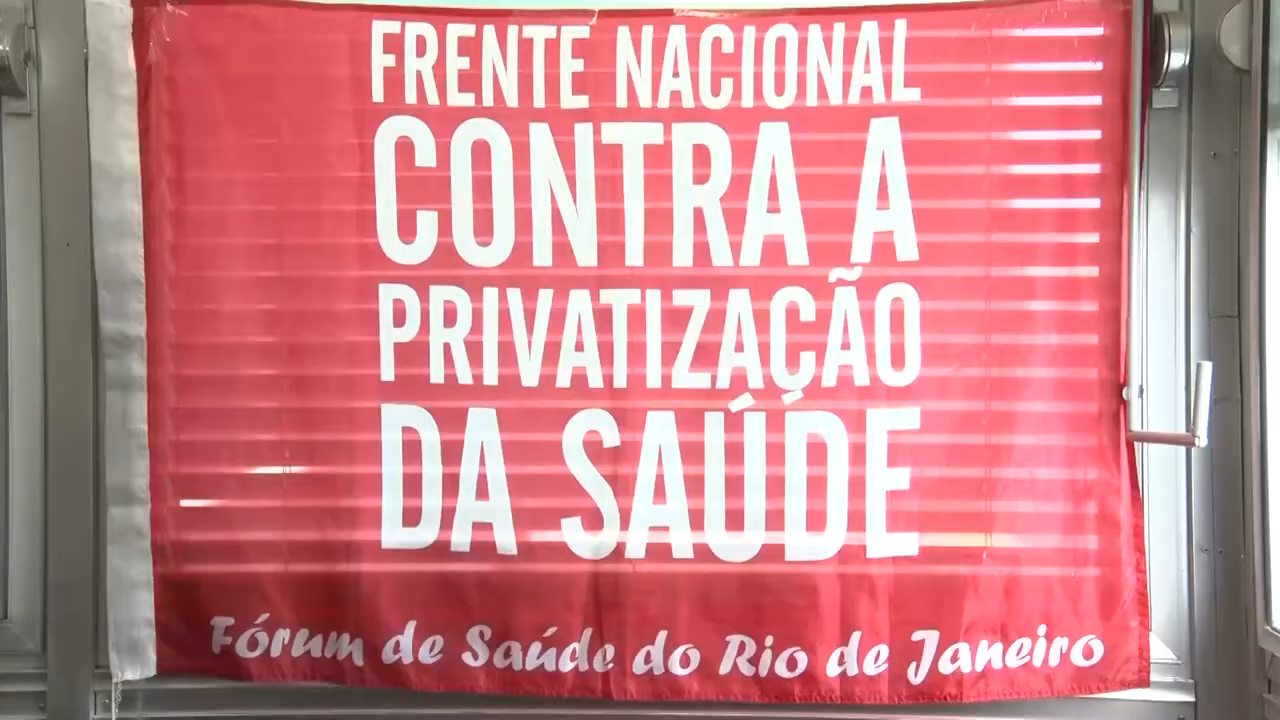 FRENTE NACIONAL
CONTRA A
PRIVATIZAÇÃO
DA SAÚDE
Fórum de Saúde do Rio de Janeiro